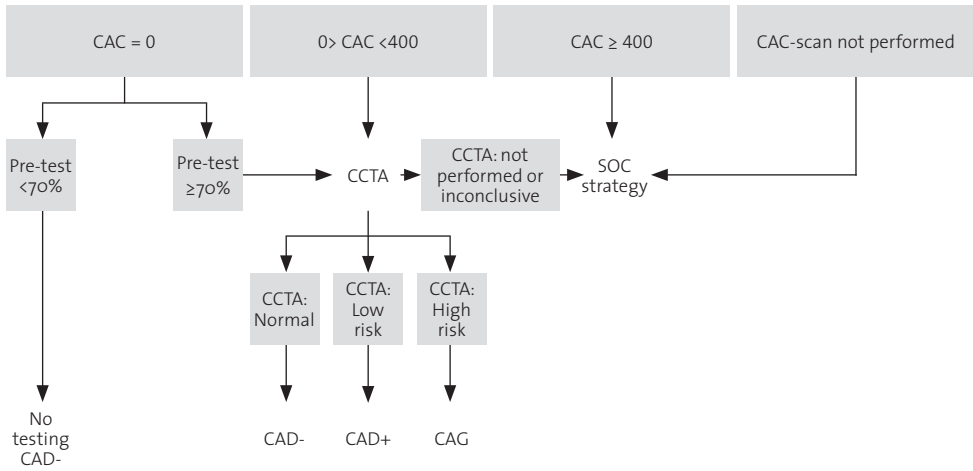 CAC = 0
0> CAC <400
CAC ≥ 400
CAC-scan not performed
Pre-test
<70%
Pre-test
≥70%
CCTA
CCTA: not
performed or
inconclusive
SOC
strategy
CCTA:
Normal
CCTA:
Low
risk
CCTA:
High
risk
No
testing
CAD-
CAD-
CAD+
CAG